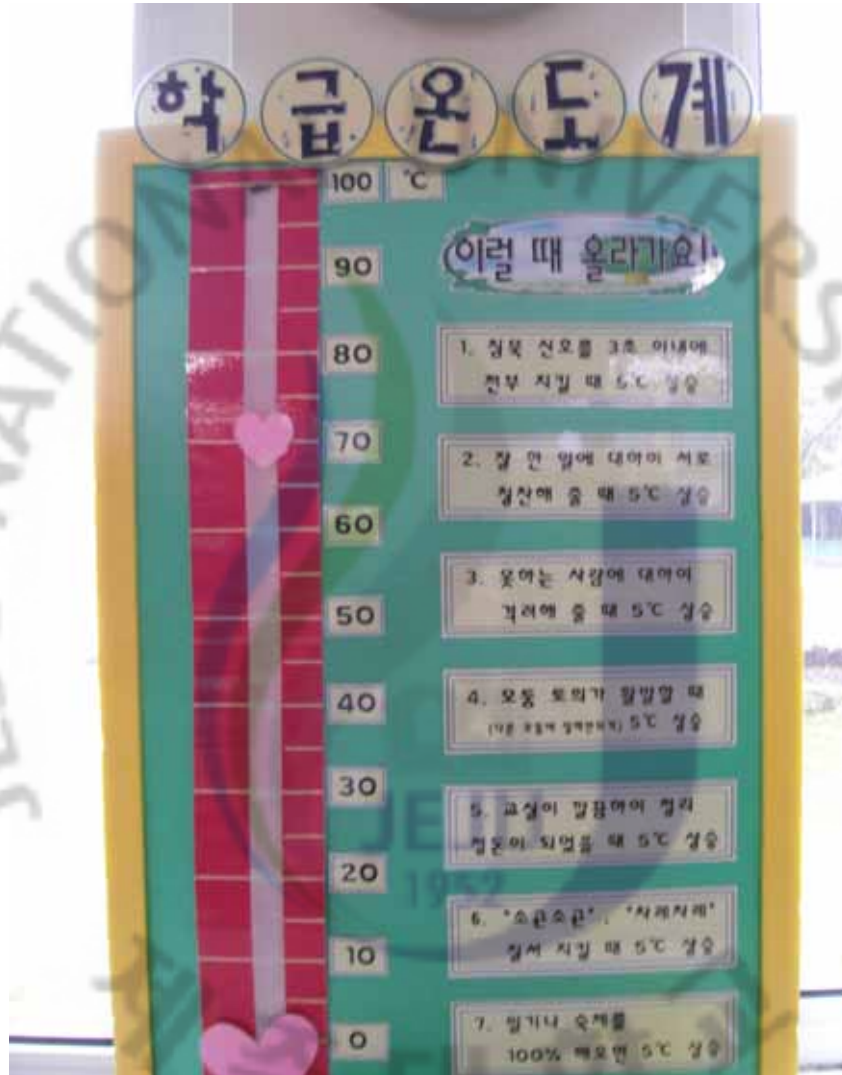 학급온도계
100 °C
90
80
70
60
50
40
30
20
10
0
이럴 때 올라가요!
1. 침묵 신호를 3초 이내에
전부 지킬 때 5℃ 상승
2. 잘 한 일에 대하여 서로
칭찬해 줄 때 5℃ 상승
3. 못하는 사람에 대하여
격려해 줄 때 5℃ 상승
4. 모둠 토의가 활발할 때
5℃ 상승
5. 교실이 깔끔하여 정리
정돈이 되었을 때 5℃ 상승
6. "소근소근", "차례차례"
질서 지킬 때 5℃ 상승
7. 일기나 숙제를
100% 해오면 5℃ 상승
JEJU
1952